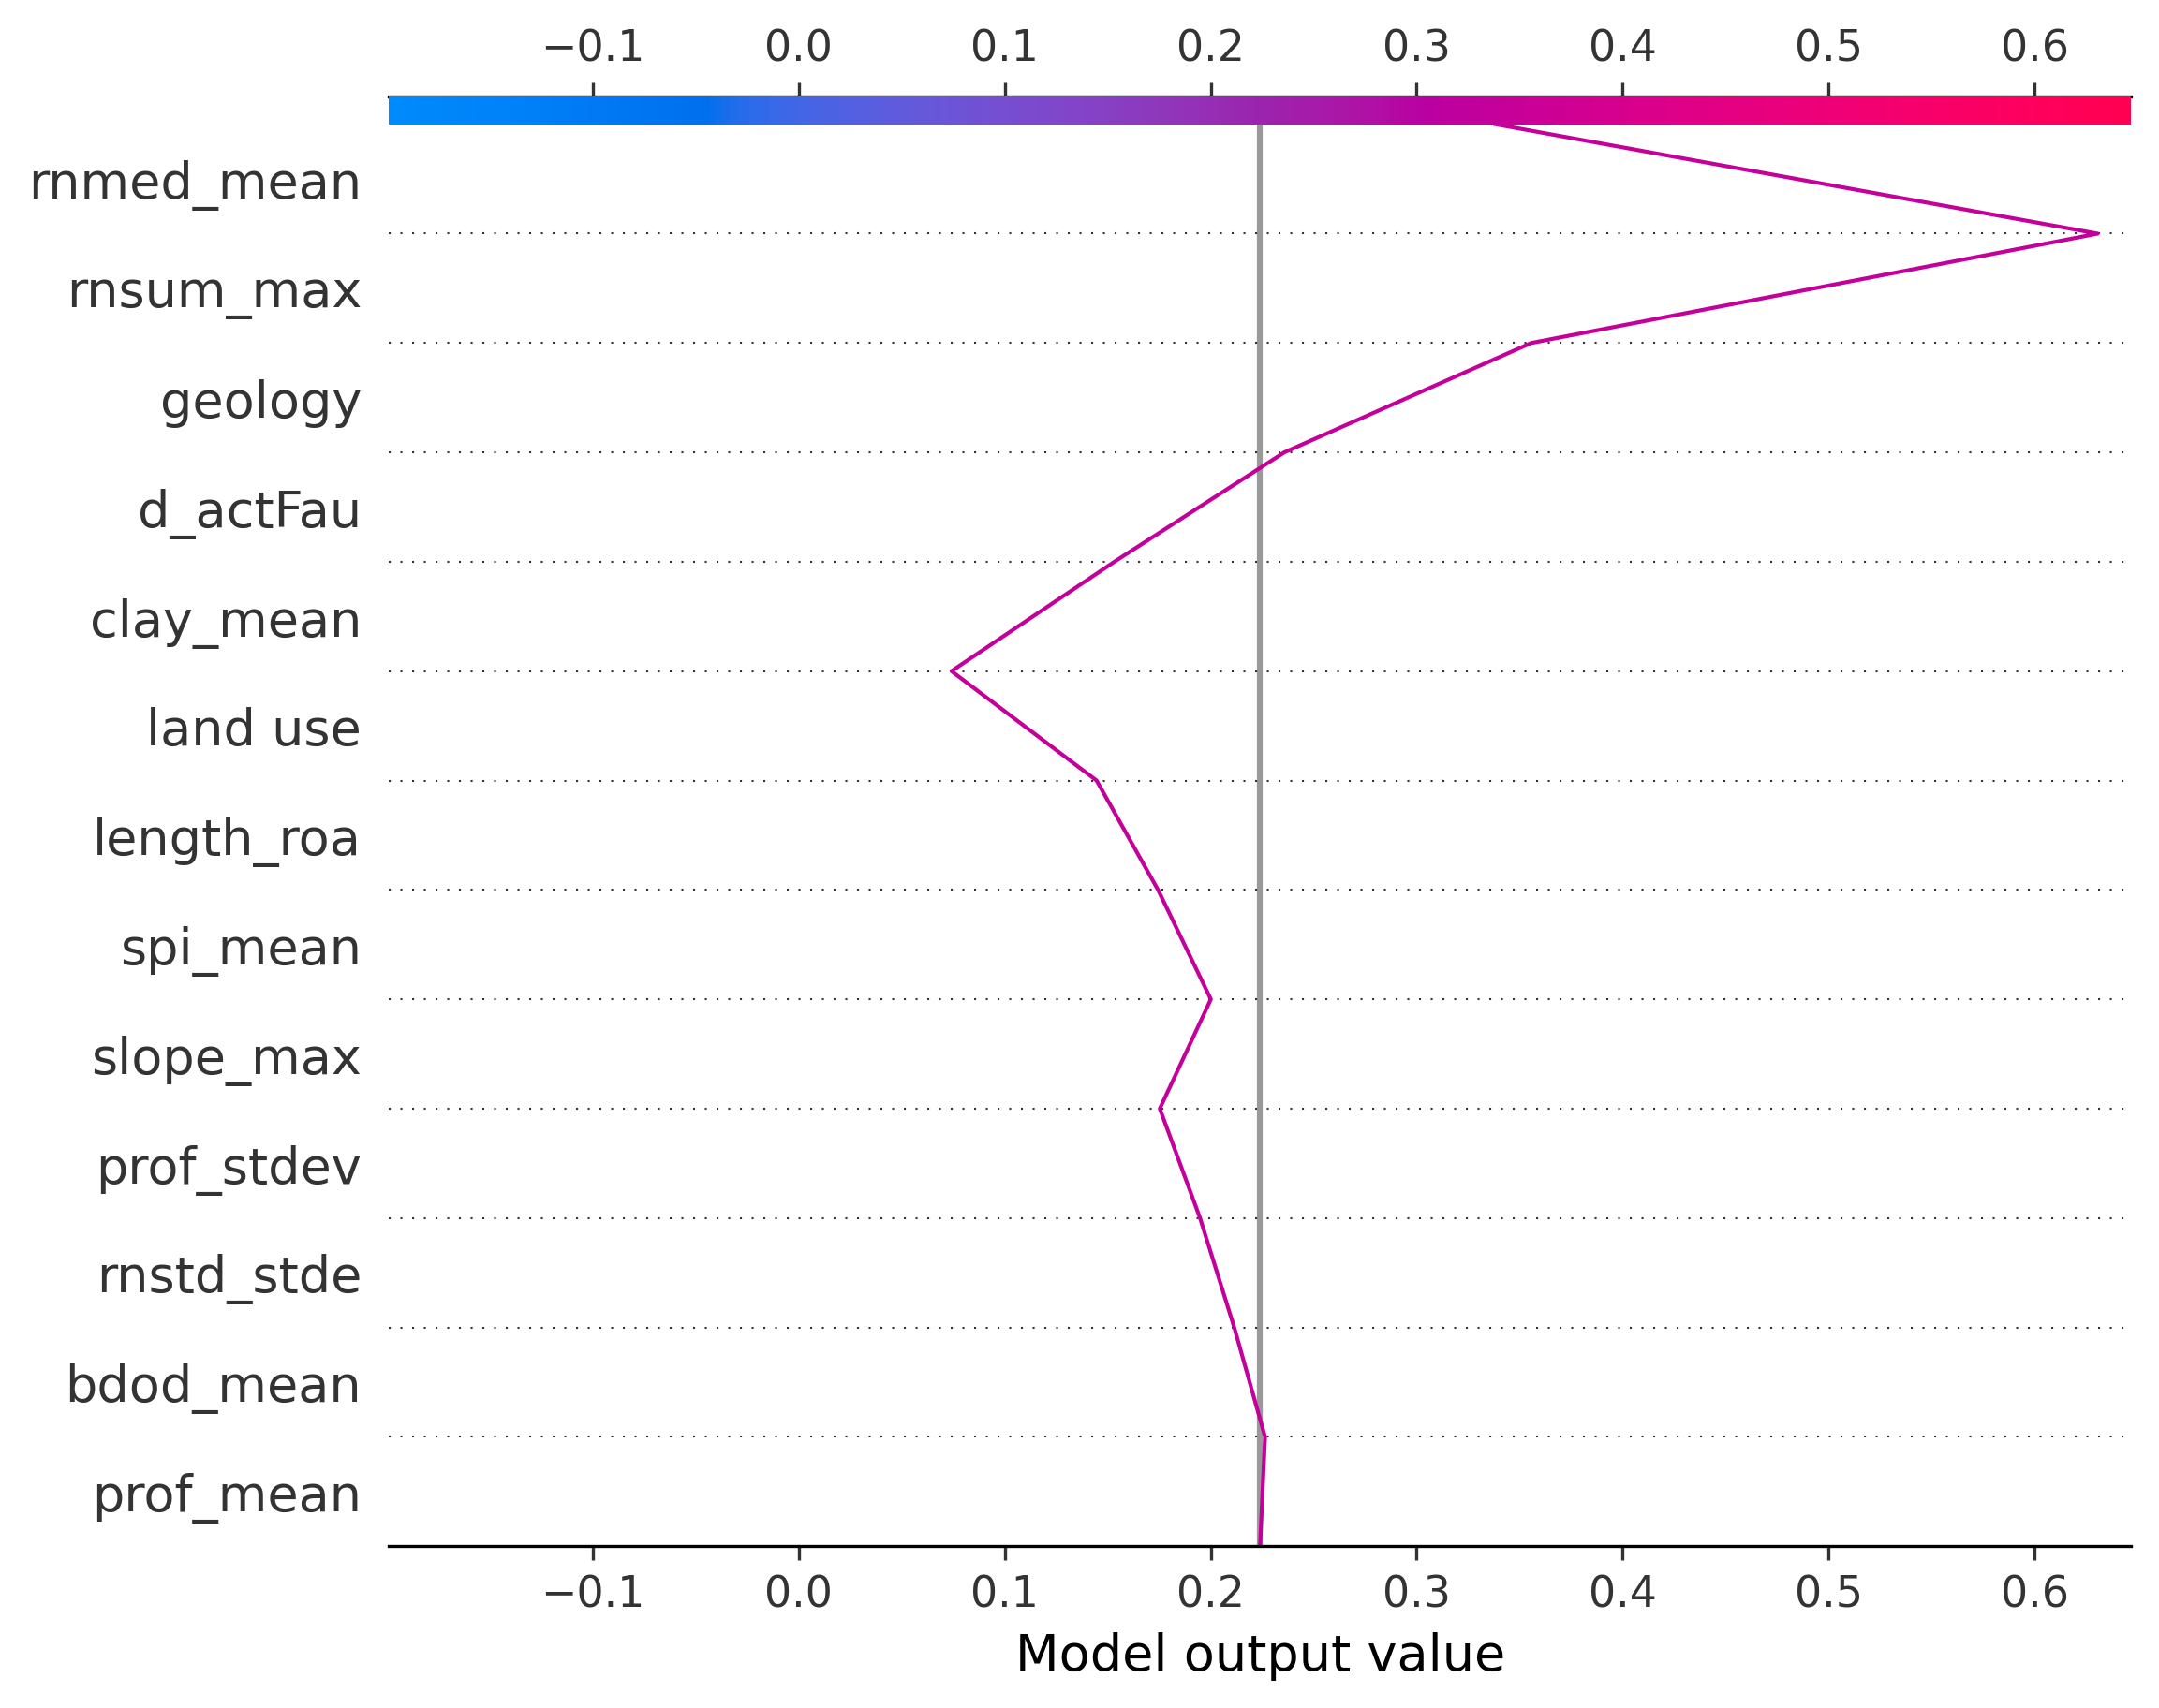 −0.1 0.0 0.1 0.2 0.3 0.4 0.5 0.6
rnmed_mean
rnsum_max
geology
d_actFau
clay_mean
land use
length_roa
spi_mean
slope_max
prof_stdev
rnstd_stde
bdod_mean
prof_mean
−0.1 0.0 0.1 0.2 0.3 0.4 0.5 0.6
Model output value